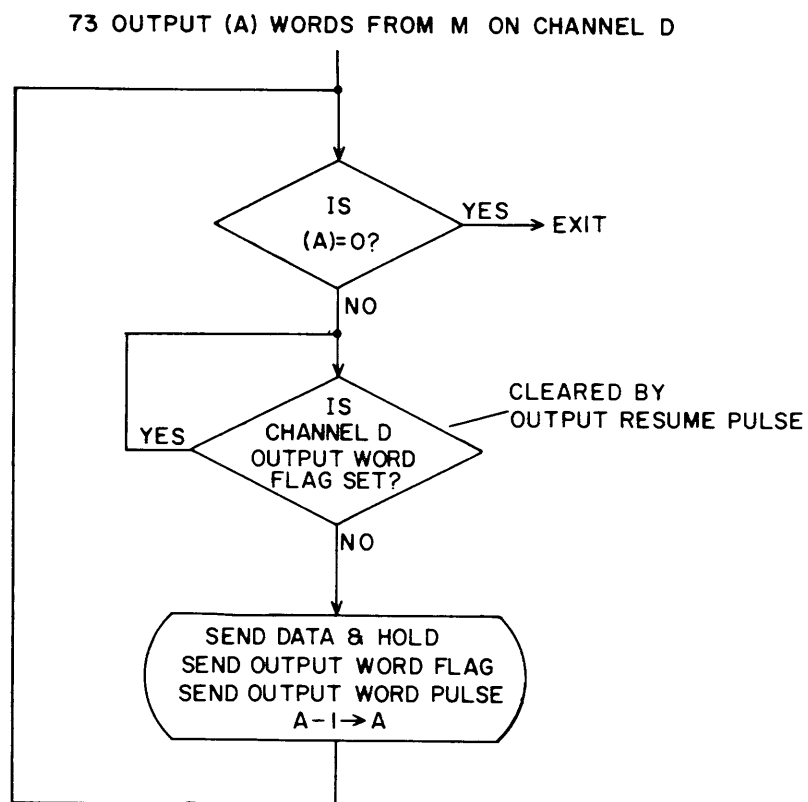 73 OUTPUT (A) WORDS FROM M ON CHANNEL D
IS
(A)=0?
YES
EXIT
NO
IS
CHANNEL D
OUTPUT WORD
FLAG SET?
YES
CLEARED BY
OUTPUT RESUME PULSE
NO
SEND DATA & HOLD
SEND OUTPUT WORD FLAG
SEND OUTPUT WORD PULSE
A-1→A